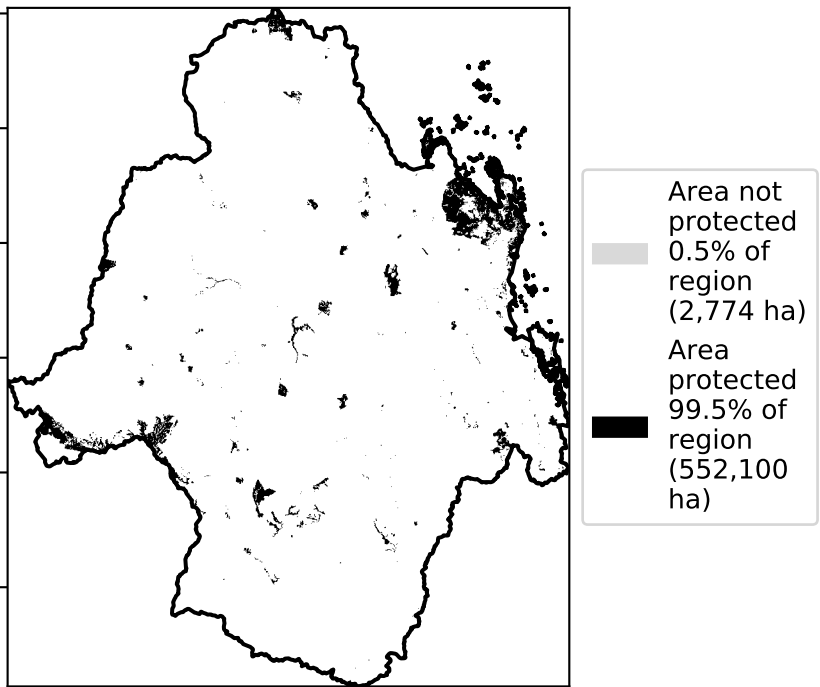 Area not
protected
0.5% of
region
(2,774 ha)
Area
protected
99.5% of
region
(552,100
ha)